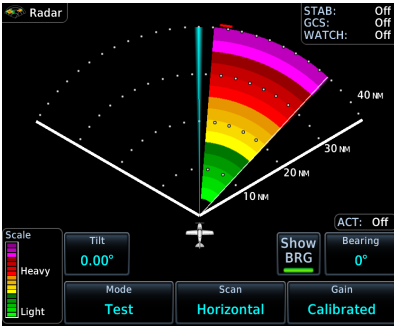 Radar
STAB: Off
GCS: Off
WATCH: Off
40 NM
30 NM
20 NM
10 NM
ACT: Off
Scale
Heavy
Light
Tilt
0.00°
Show
BRG
Bearing
0°
Mode
Test
Scan
Horizontal
Gain
Calibrated